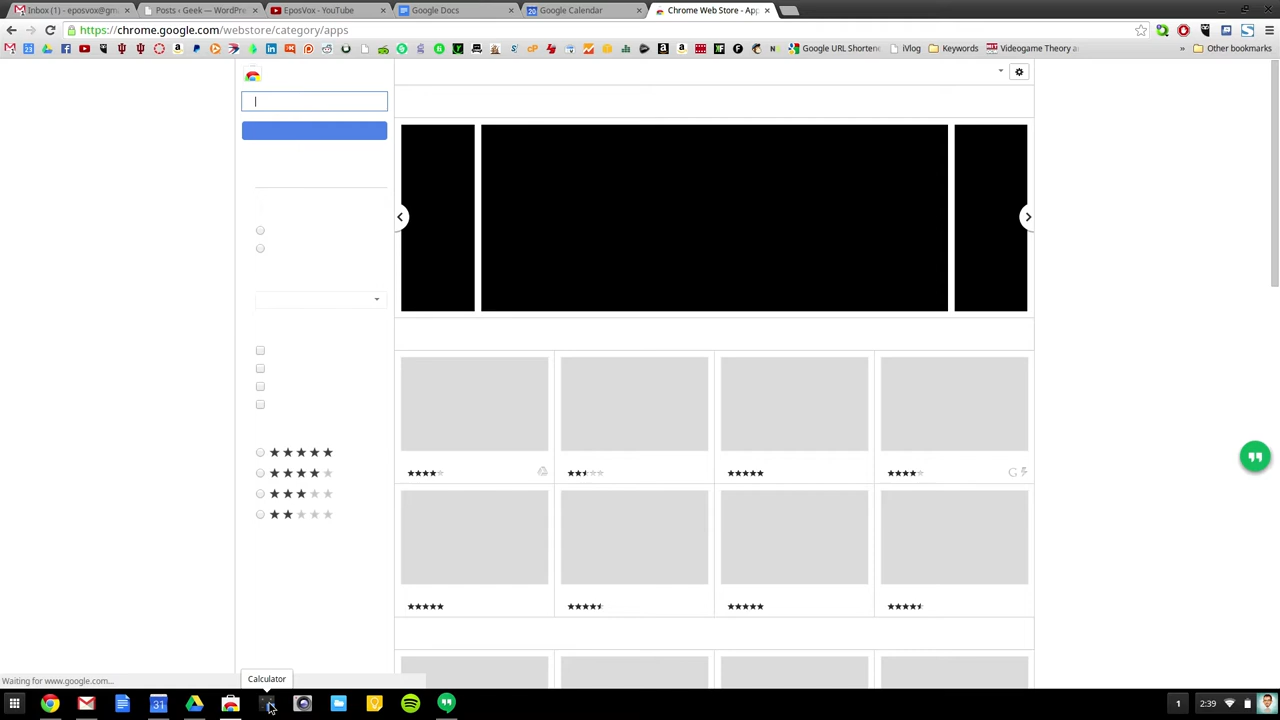 Inbox (1) - eposvox@gm
Posts ‹ Geek — WordPre
EposVox - YouTube
Google Docs
Google Calendar
Chrome Web Store - App
https://chrome.google.com/webstore/category/apps
Google URL Shortene
iVlog
Keywords
Videogame Theory an
» Other bookmarks
Calculator
Waiting for www.google.com...
31
1
2:39